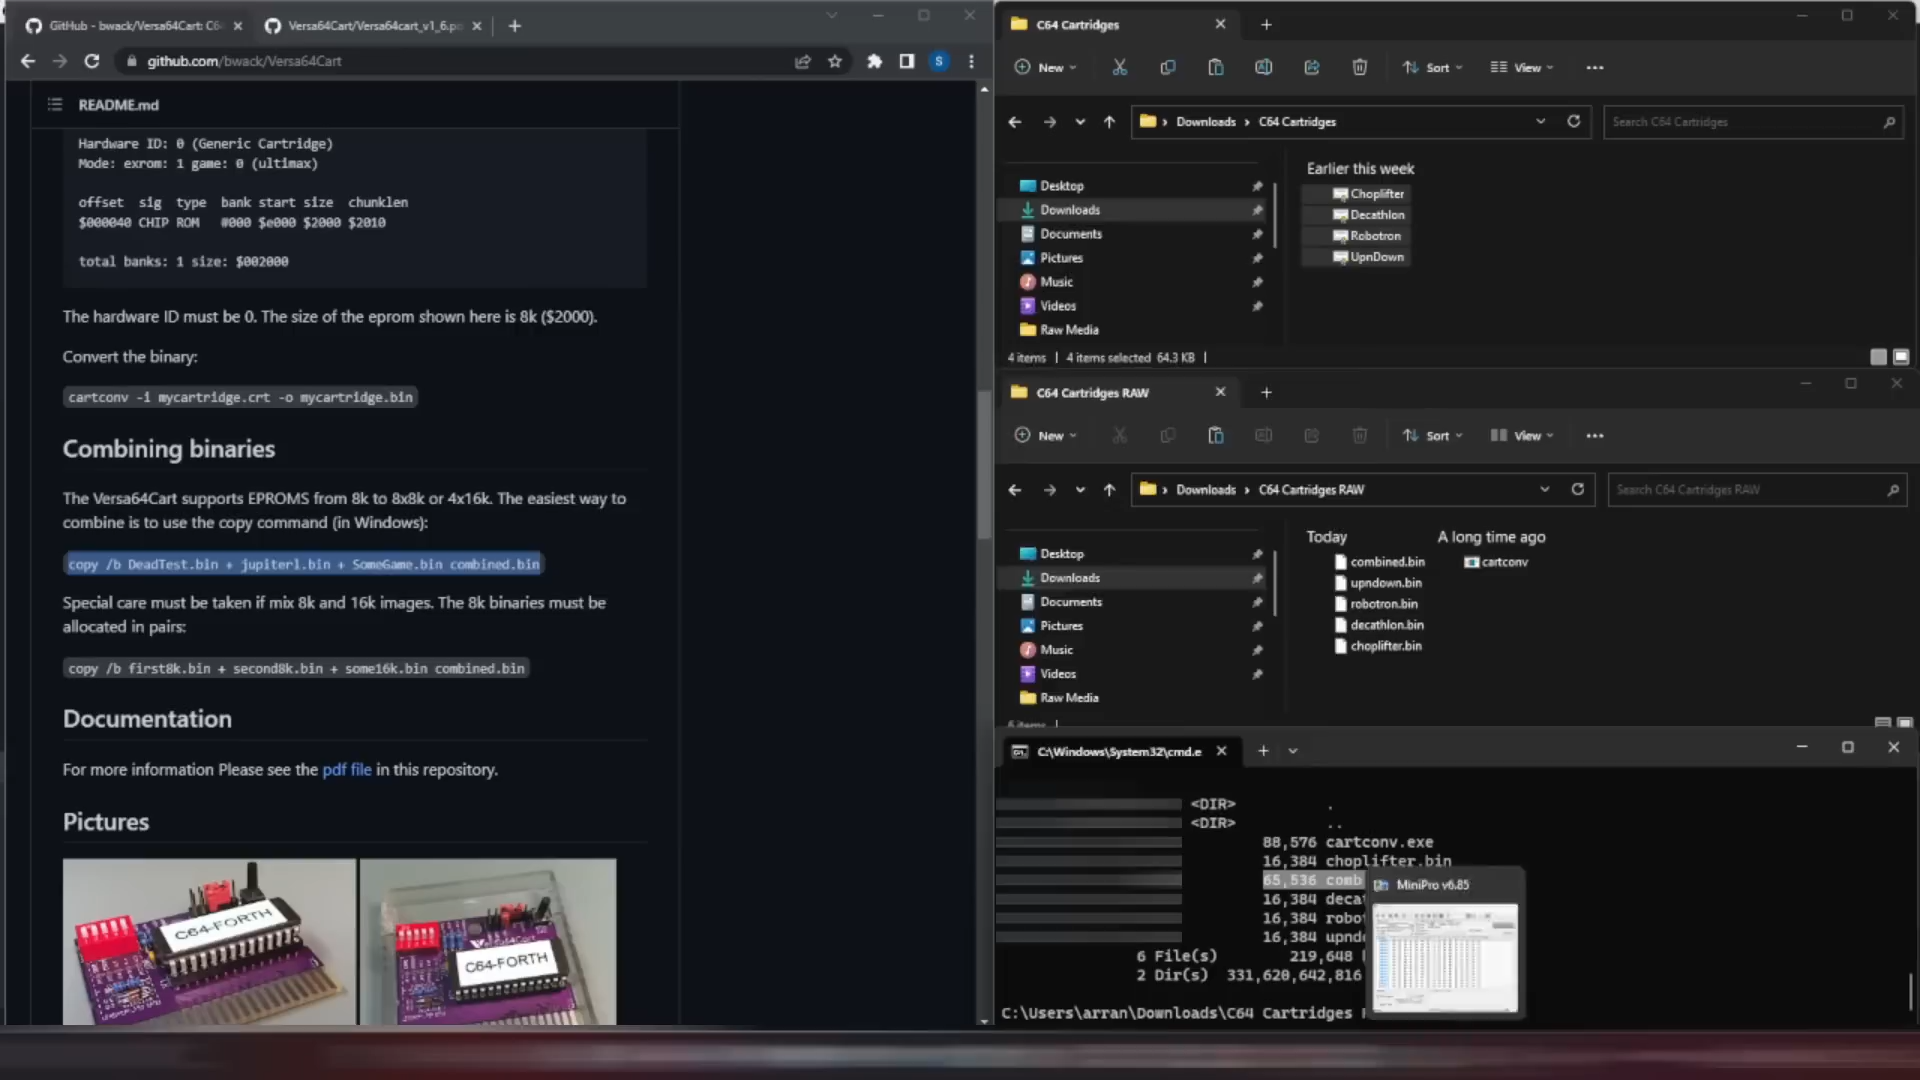 GitHub - bwack/Versa64Cart: C6
Versa64Cart/Versa64cart_v1_6.p
github.com/bwack/Versa64Cart
S
README.md
Hardware ID: 0 (Generic Cartridge)
Mode: exrom: 1 game: 0 (ultimax)
offset sig type bank start size chunklen
$000040 CHIP ROM #000 $e000 $2000 $2010
total banks: 1 size: $002000
The hardware ID must be 0. The size of the eprom shown here is 8k ($2000).
Convert the binary:
cartconv -i mycartridge.crt -o mycartridge.bin
Combining binaries
The Versa64Cart supports EPROMS from 8k to 8x8k or 4x16k. The easiest way to
combine is to use the copy command (in Windows):
copy /b DeadTest.bin + jupiter1.bin + SomeGame.bin combined.bin
Special care must be taken if mix 8k and 16k images. The 8k binaries must be
allocated in pairs:
copy /b first8k.bin + second8k.bin + some16k.bin combined.bin
Documentation
For more information Please see the pdf file in this repository.
Pictures
C64-FORTH
C64-FORTH
C64 Cartridges
New
Sort
View
Downloads > C64 Cartridges
Search C64 Cartridges
Desktop
Downloads
Documents
Pictures
Music
Videos
Raw Media
Earlier this week
Choplifter
Decathlon
Robotron
UpnDown
4 items | 4 items selected 64.3 KB |
C64 Cartridges RAW
New
Sort
View
Downloads > C64 Cartridges RAW
Search C64 Cartridges RAW
Desktop
Downloads
Documents
Pictures
Music
Videos
Raw Media
Today
combined.bin
upndown.bin
robotron.bin
decathlon.bin
choplifter.bin
A long time ago
cartconv
6 items |
C:\Windows\System32\cmd.e
<DIR> .
<DIR> ..
88,576 cartconv.exe
16,384 choplifter.bin
65,536 comb
16,384 deca
16,384 robo
16,384 upnd
6 File(s) 219,648
2 Dir(s) 331,620,642,816
C:\Users\arran\Downloads\C64 Cartridges
MiniPro v6.85